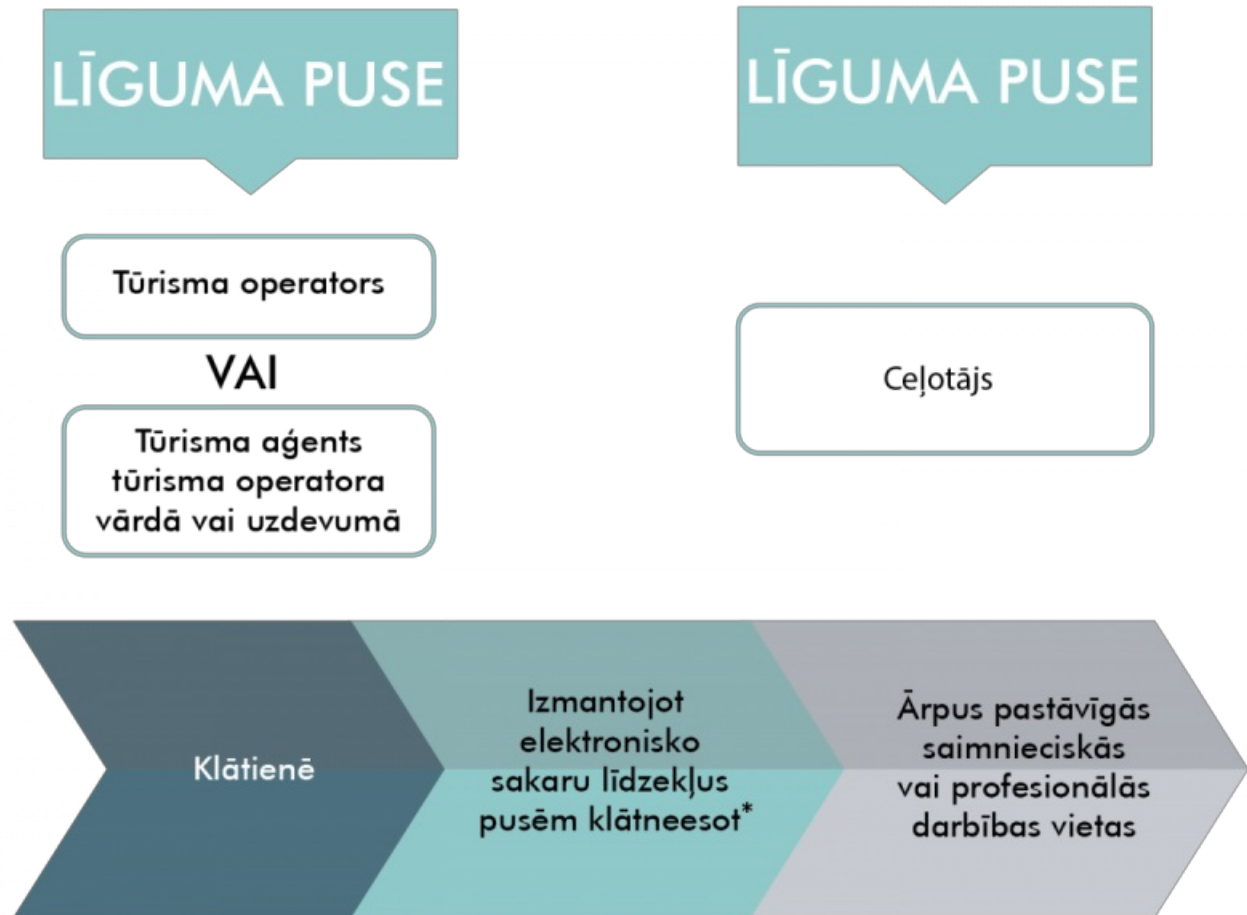 LĪGUMA PUSE
LĪGUMA PUSE
Tūrisma operators
VAI
Tūrisma aģents
tūrisma operatora
vārdā vai uzdevumā
Ceļotājs
Klātienē
Izmantojot
elektronisko
sakaru līdzekļus
pusēm klātneesot*
Ārpus pastāvīgās
saimnieciskās
vai profesionālās
darbības vietas